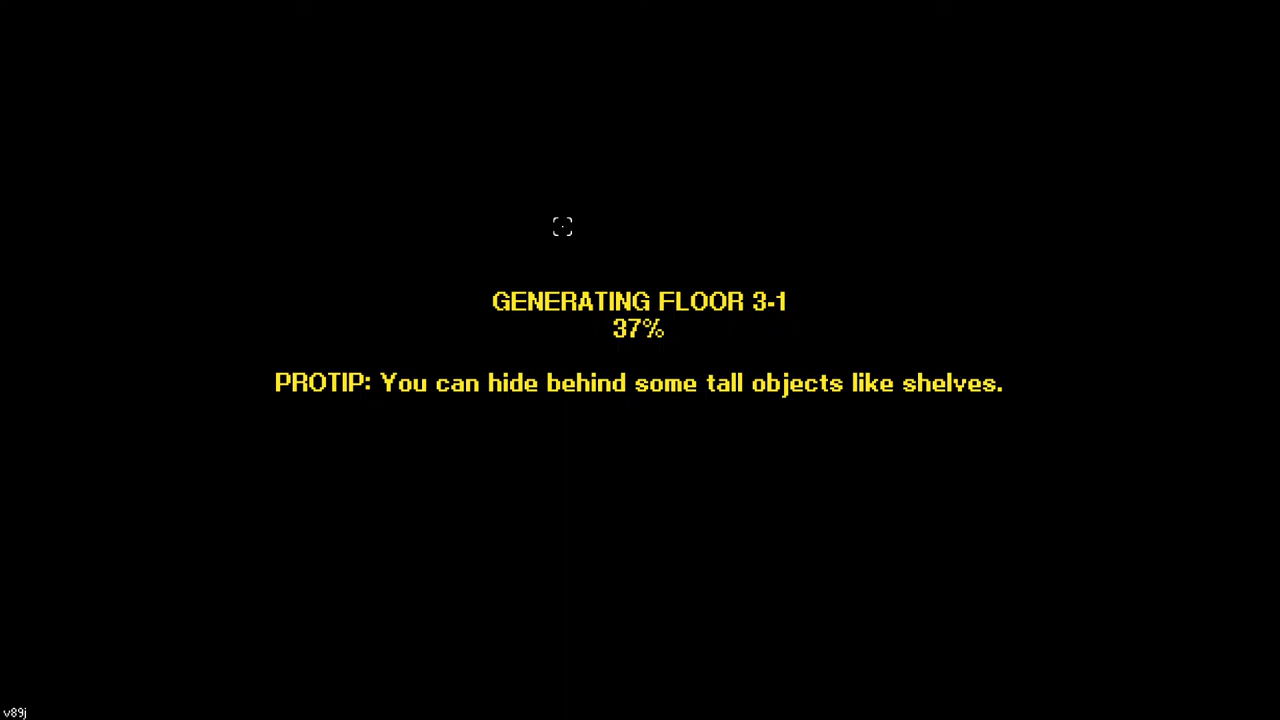 GENERATING FLOOR 3-1
37%
PROTIP: You can hide behind some tall objects like shelves.
v89j